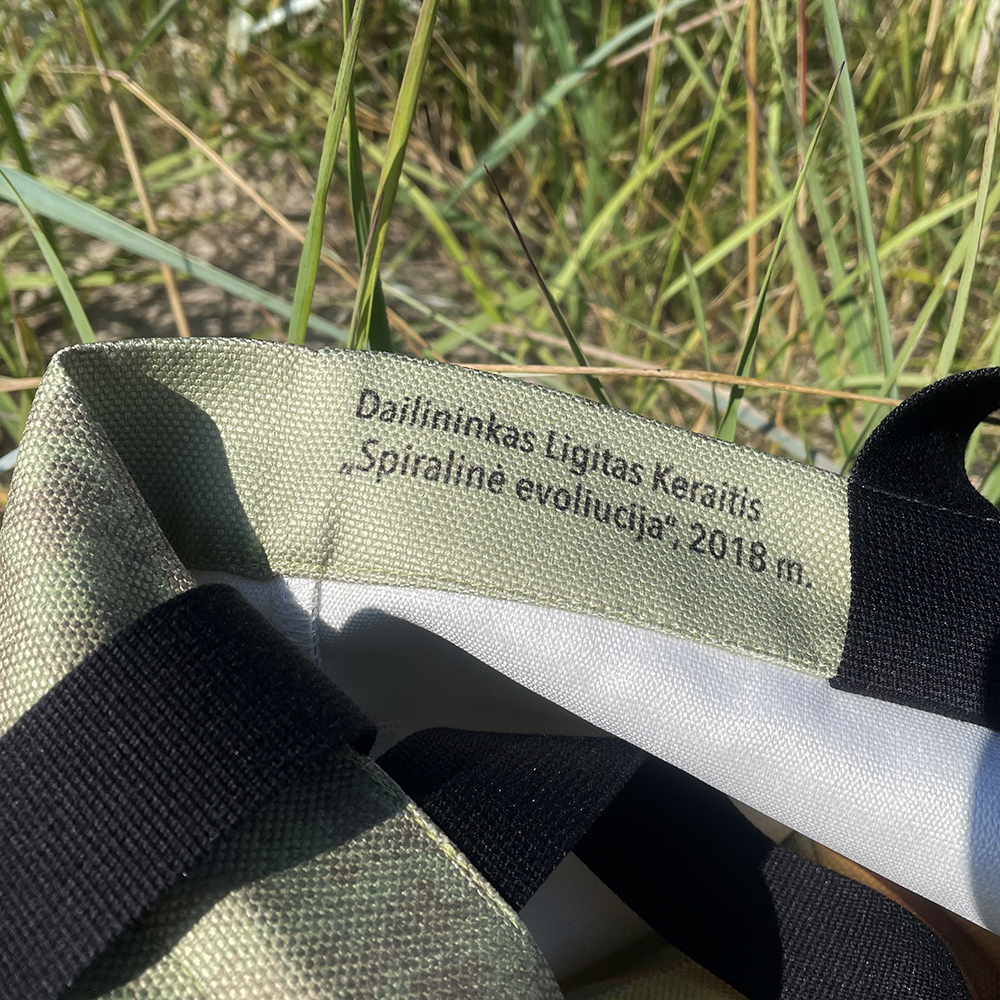 Dailininkas Ligitas Keraitis
„Spiralinė evoliucija“, 2018 m.